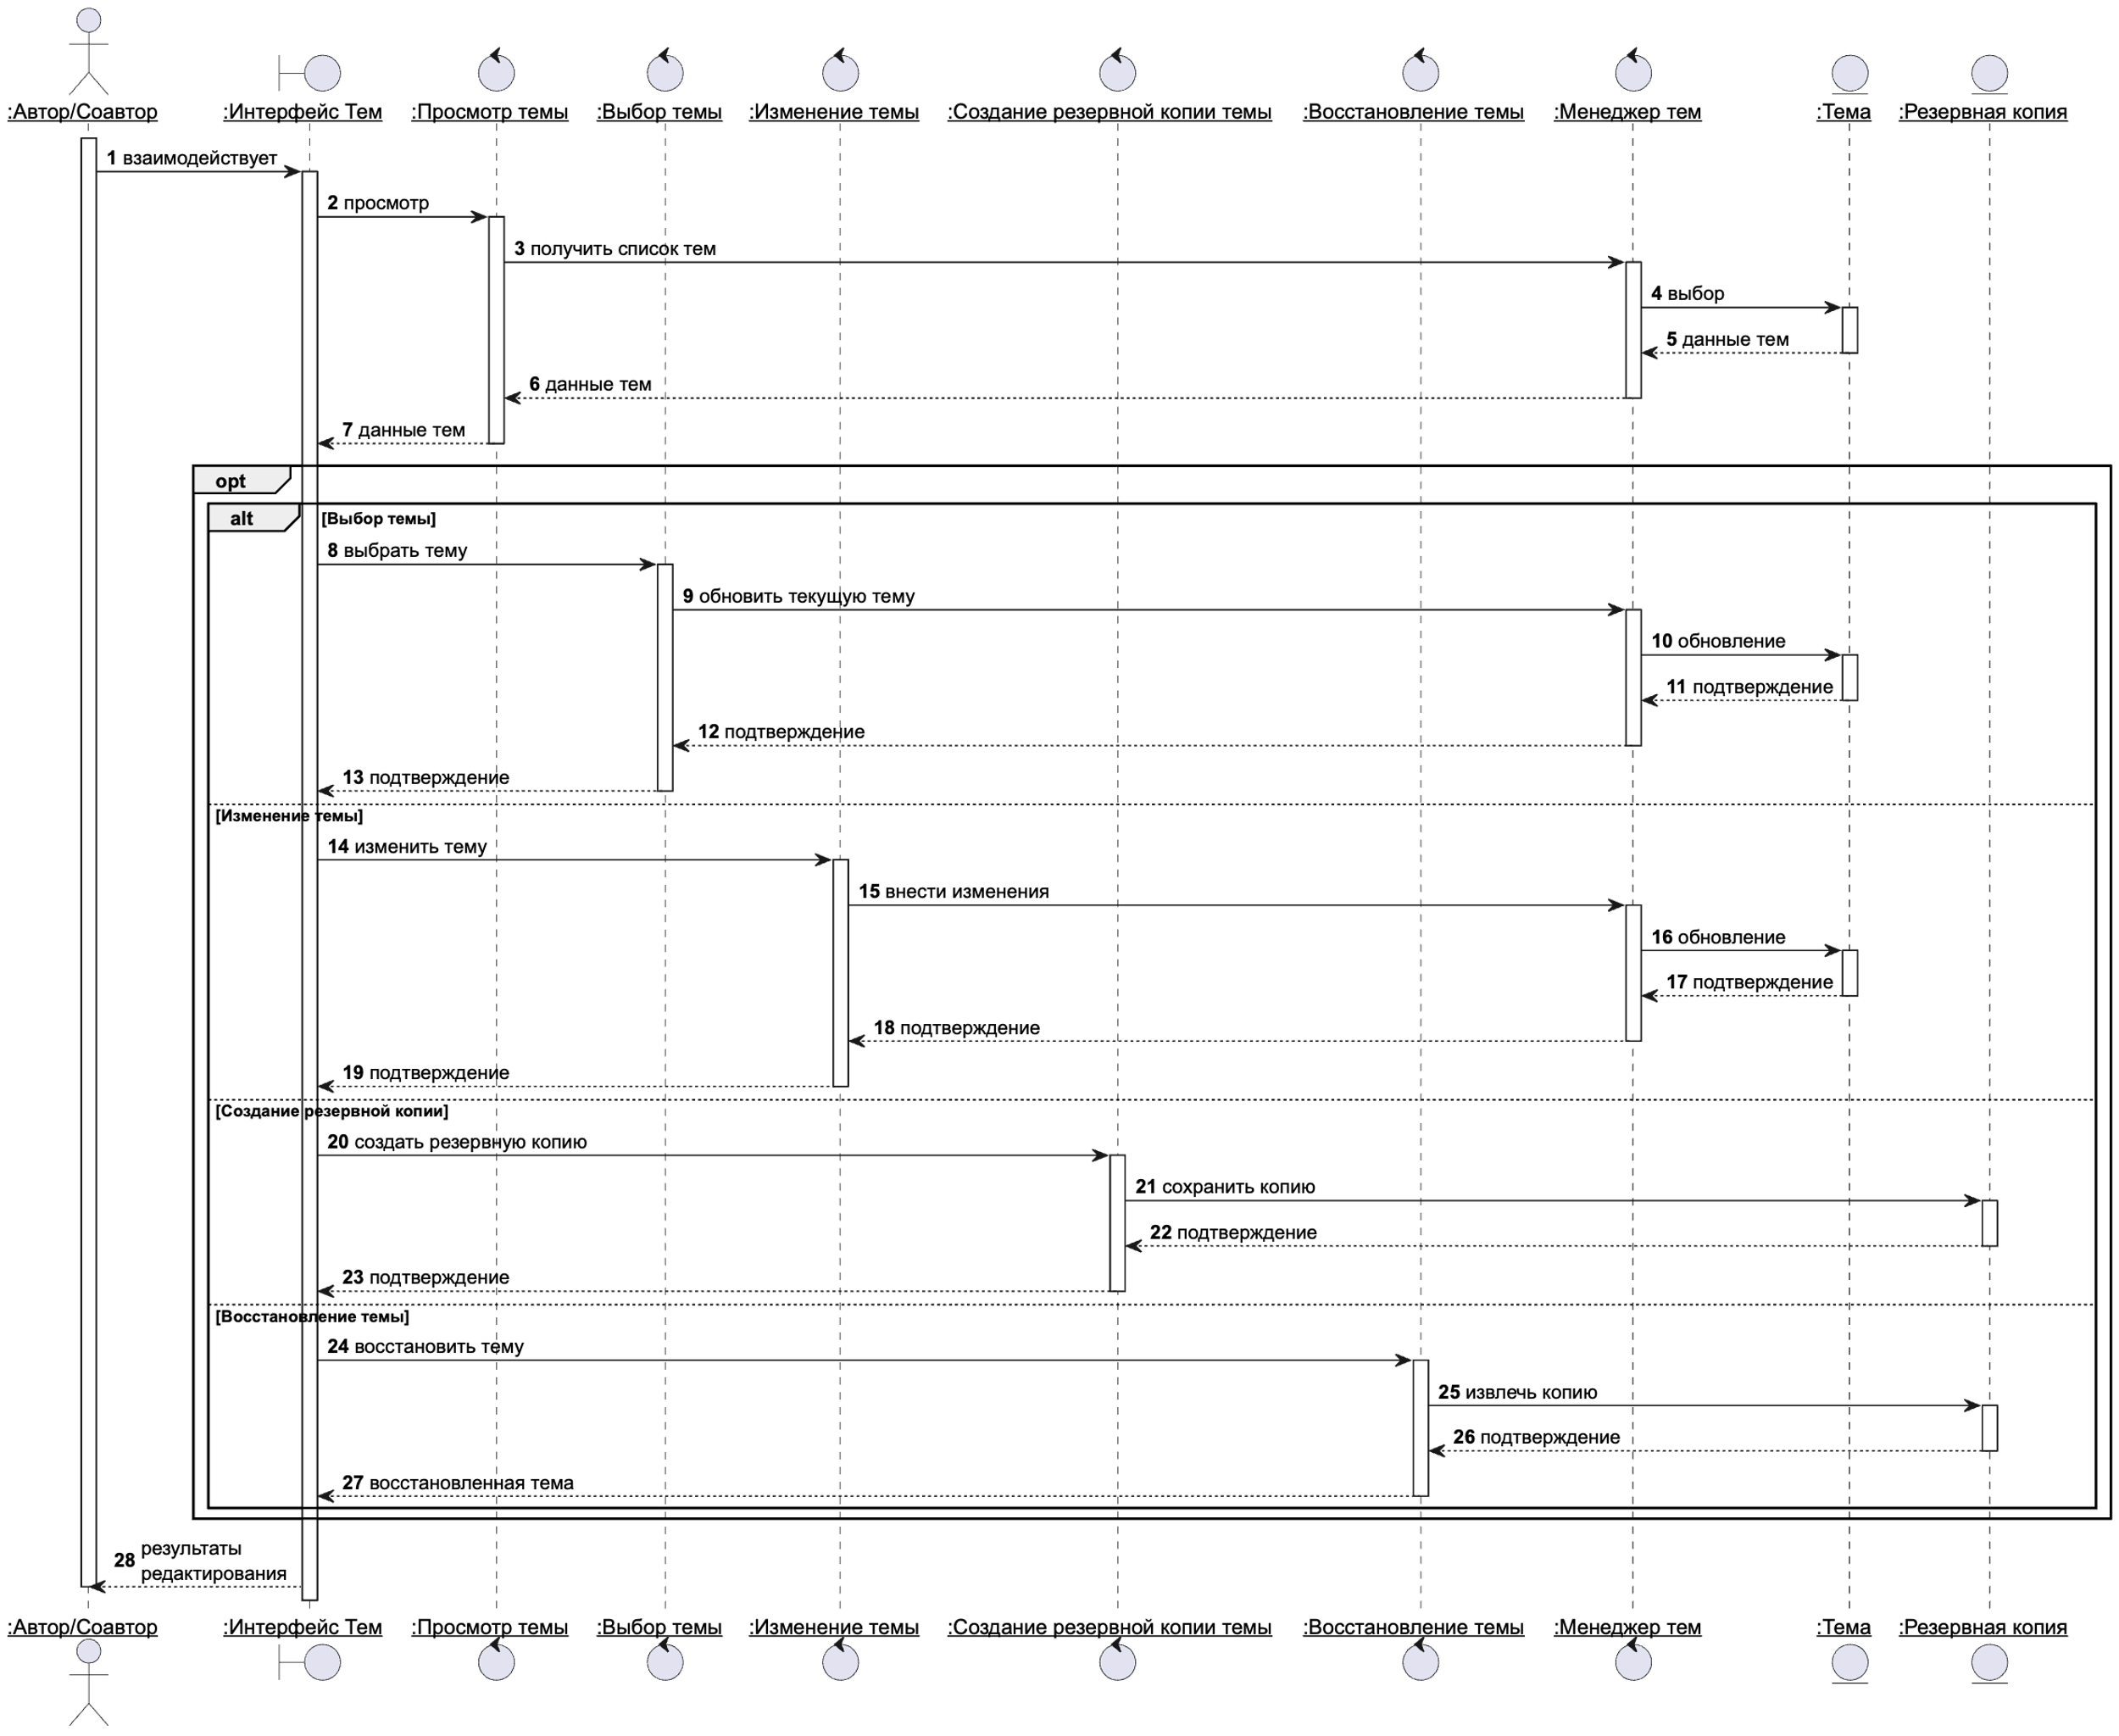 :Автор/Соавтор
:Интерфейс Тем
:Просмотр темы
:Выбор темы
:Изменение темы
:Создание резервной копии темы
:Восстановление темы
:Менеджер тем
:Тема
:Резервная копия
1 взаимодействует
2 просмотр
3 получить список тем
4 выбор
5 данные тем
6 данные тем
7 данные тем
opt
alt
[Выбор темы]
8 выбрать тему
9 обновить текущую тему
10 обновление
11 подтверждение
12 подтверждение
13 подтверждение
[Изменение темы]
14 изменить тему
15 внести изменения
16 обновление
17 подтверждение
18 подтверждение
19 подтверждение
[Создание резервной копии]
20 создать резервную копию
21 сохранить копию
22 подтверждение
23 подтверждение
[Восстановление темы]
24 восстановить тему
25 извлечь копию
26 подтверждение
27 восстановленная тема
28 результаты
редактирования
:Автор/Соавтор
:Интерфейс Тем
:Просмотр темы
:Выбор темы
:Изменение темы
:Создание резервной копии темы
:Восстановление темы
:Менеджер тем
:Тема
:Резервная копия